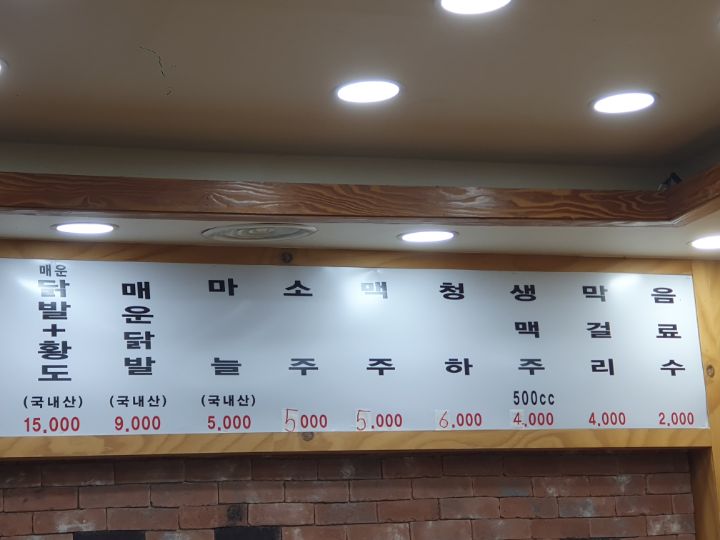 매운
닭발+황도
(국내산)
15,000
매운닭발
(국내산)
9,000
마늘
(국내산)
5,000
소주
5,000
맥주
5,000
청하
6,000
생맥주
500cc
4,000
막걸리
4,000
음료수
2,000